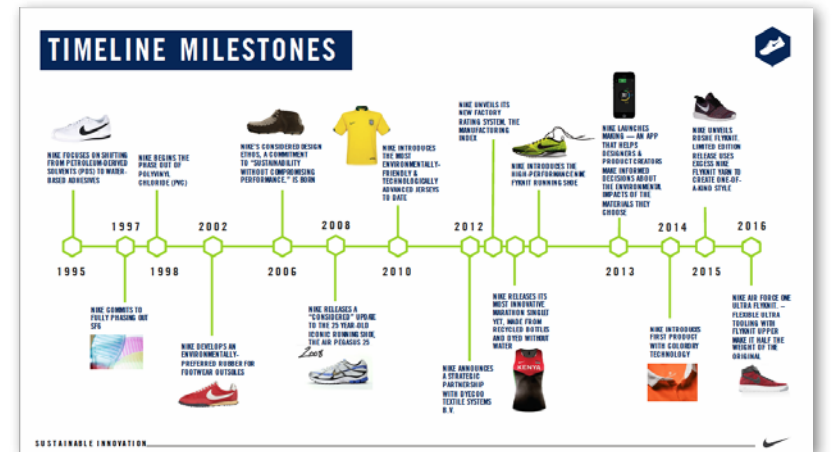 TIMELINE MILESTONES
NIKE FOCUSES ON SHIFTING
FROM PETROLEUM-DERIVED
SOLVENTS (PDS) TO WATER-
BASED ADHESIVES
NIKE BEGINS THE
PHASE OUT OF
POLYVINYL
CHLORIDE (PVC)
NIKE'S CONSIDERED DESIGN
ETHOS, A COMMITMENT
TO "SUSTAINABILITY
WITHOUT COMPROMISING
PERFORMANCE," IS BORN
NIKE INTRODUCES
THE MOST
ENVIRONMENTALLY-
FRIENDLY &
TECHNOLOGICALLY
ADVANCED JERSEYS
TO DATE
NIKE UNVEILS ITS
NEW FACTORY
RATING SYSTEM, THE
MANUFACTURING
INDEX
NIKE INTRODUCES THE
HIGH-PERFORMANCE NIKE
FYKNIT RUNNING SHOE
NIKE LAUNCHES
MAKING — AN APP
THAT HELPS
DESIGNERS &
PRODUCT CREATORS
MAKE INFORMED
DECISIONS ABOUT
THE ENVIRONMENTAL
IMPACTS OF THE
MATERIALS THEY
CHOOSE
NIKE UNVEILS
ROSHE FLYKNIT.
LIMITED EDITION
RELEASE USES
EXCESS NIKE
FLYKNIT YARN TO
CREATE ONE-OF-
A-KIND STYLE
1995
1997
1998
2002
2006
2008
2010
2012
2013
2014
2015
2016
NIKE COMMITS TO
FULLY PHASING OUT
SF6
NIKE DEVELOPS AN
ENVIRONMENTALLY-
PREFERRED RUBBER FOR
FOOTWEAR OUTSOLES
NIKE RELEASES A
"CONSIDERED" UPDATE
TO THE 25 YEAR-OLD
ICONIC RUNNING SHOE,
THE AIR PEGASUS 25
2008
NIKE ANNOUNCES
A STRATEGIC
PARTNERSHIP
WITH DYECOO
TEXTILE SYSTEMS
B.V.
NIKE RELEASES ITS
MOST INNOVATIVE
MARATHON SINGLET
YET, MADE FROM
RECYCLED BOTTLES
AND DYED WITHOUT
WATER
KENYA
NIKE INTRODUCES
FIRST PRODUCT
WITH COLORDRY
TECHNOLOGY
NIKE AIR FORCE ONE
ULTRA FLYKNIT. –
FLEXIBLE ULTRA
TOOLING WITH
FLYKNIT UPPER
MAKE IT HALF THE
WEIGHT OF THE
ORIGINAL
SUSTAINABLE INNOVATION